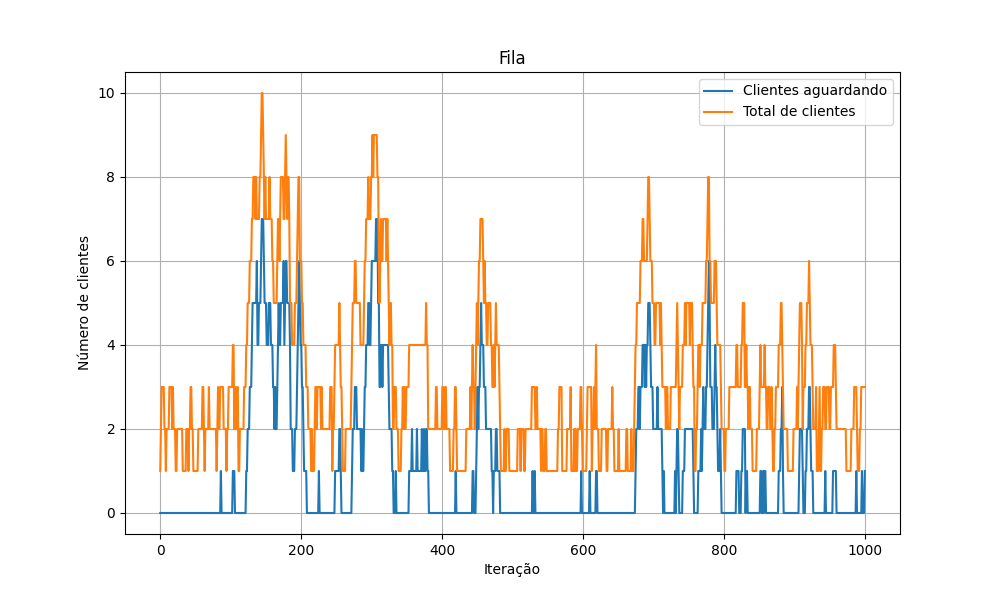 Fila
Clientes aguardando
Total de clientes
Número de clientes
10
8
6
4
2
0
0
200
400
600
800
1000
Iteração